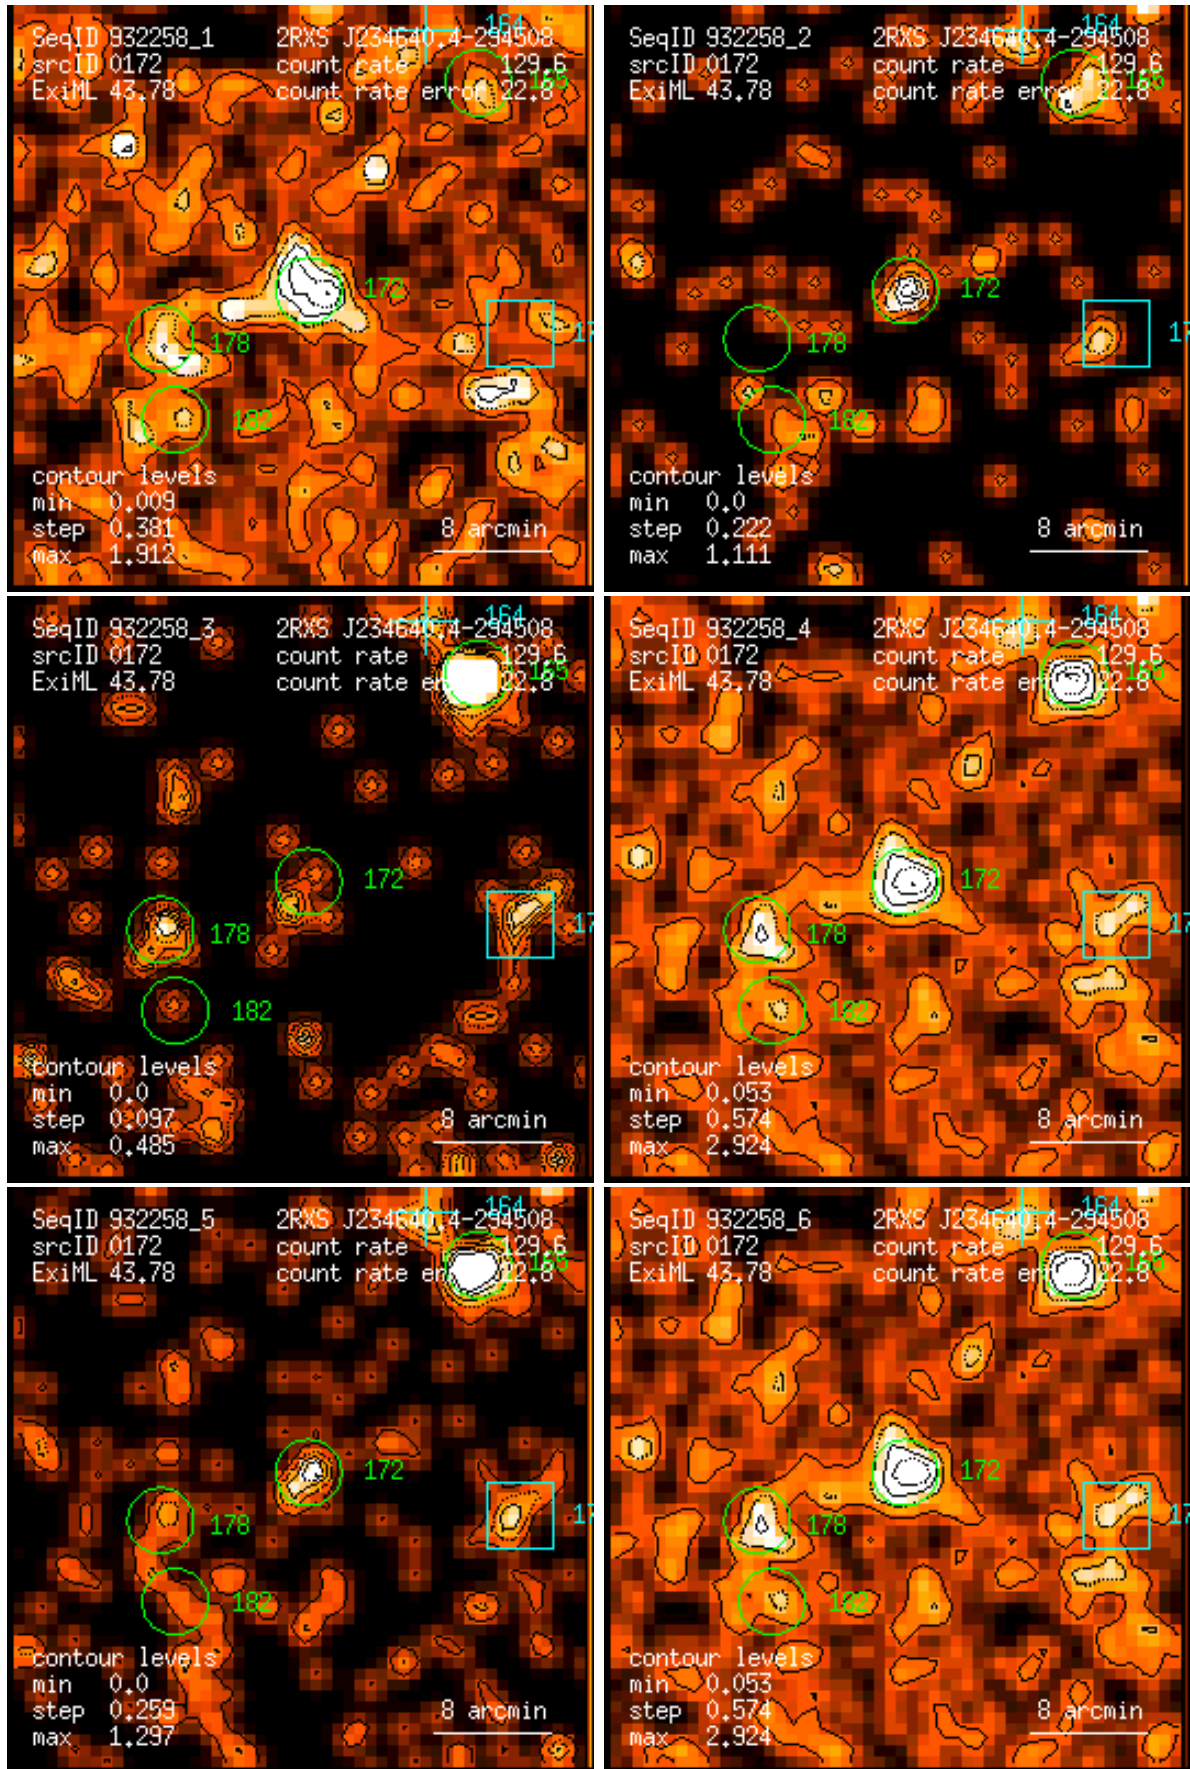 SeqID 932258_1 2RXS J234640.4-294508
srcID 0172 count rate 129.6
ExiML 43.78 count rate error 22.8
164
165
172
178
17
182
contour levels
min 0.009
step 0.381
max 1.912
8 arcmin
SeqID 932258_2 2RXS J234640.4-294508
srcID 0172 count rate 129.6
ExiML 43.78 count rate error 22.8
164
165
172
178
17
182
contour levels
min 0.0
step 0.222
max 1.111
8 arcmin
SeqID 932258_3 2RXS J234640.4-294508
srcID 0172 count rate 129.6
ExiML 43.78 count rate 22.8
164
165
172
178
17
182
contour levels
min 0.0
step 0.097
max 0.485
8 arcmin
SeqID 932258_4 2RXS J234640.4-294508
srcID 0172 count rate 129.6
ExiML 43.78 count rate 22.8
164
165
172
178
17
182
contour levels
min 0.053
step 0.574
max 2.924
8 arcmin
SeqID 932258_5 2RXS J234640.4-294508
srcID 0172 count rate 129.6
ExiML 43.78 count rate 22.8
164
165
172
178
17
182
contour levels
min 0.0
step 0.259
max 1.297
8 arcmin
SeqID 932258_6 2RXS J234640.4-294508
srcID 0172 count rate 129.6
ExiML 43.78 count rate 22.8
164
165
172
178
17
182
contour levels
min 0.053
step 0.574
max 2.924
8 arcmin